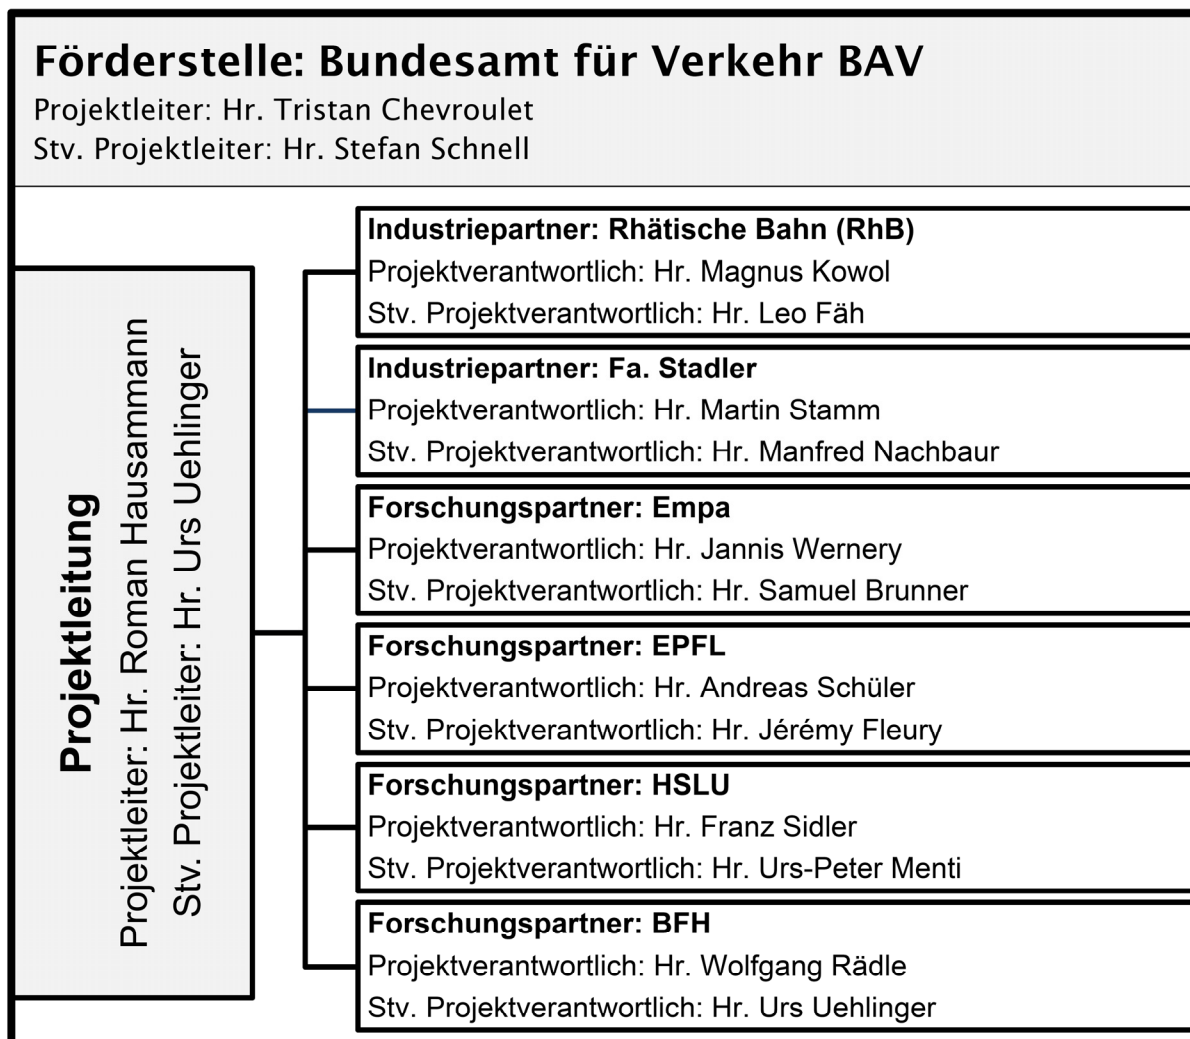 Förderstelle: Bundesamt für Verkehr BAV
Projektleiter: Hr. Tristan Chevroulet
Stv. Projektleiter: Hr. Stefan Schnell
Projektleitung
Projektleiter: Hr. Roman Hausammann
Stv. Projektleiter: Hr. Urs Uehlinger
Industriepartner: Rhätische Bahn (RhB)
Projektverantwortlich: Hr. Magnus Kowol
Stv. Projektverantwortlich: Hr. Leo Fäh
Industriepartner: Fa. Stadler
Projektverantwortlich: Hr. Martin Stamm
Stv. Projektverantwortlich: Hr. Manfred Nachbaur
Forschungspartner: Empa
Projektverantwortlich: Hr. Jannis Wernery
Stv. Projektverantwortlich: Hr. Samuel Brunner
Forschungspartner: EPFL
Projektverantwortlich: Hr. Andreas Schüler
Stv. Projektverantwortlich: Hr. Jérémy Fleury
Forschungspartner: HSLU
Projektverantwortlich: Hr. Franz Sidler
Stv. Projektverantwortlich: Hr. Urs-Peter Menti
Forschungspartner: BFH
Projektverantwortlich: Hr. Wolfgang Rädle
Stv. Projektverantwortlich: Hr. Urs Uehlinger